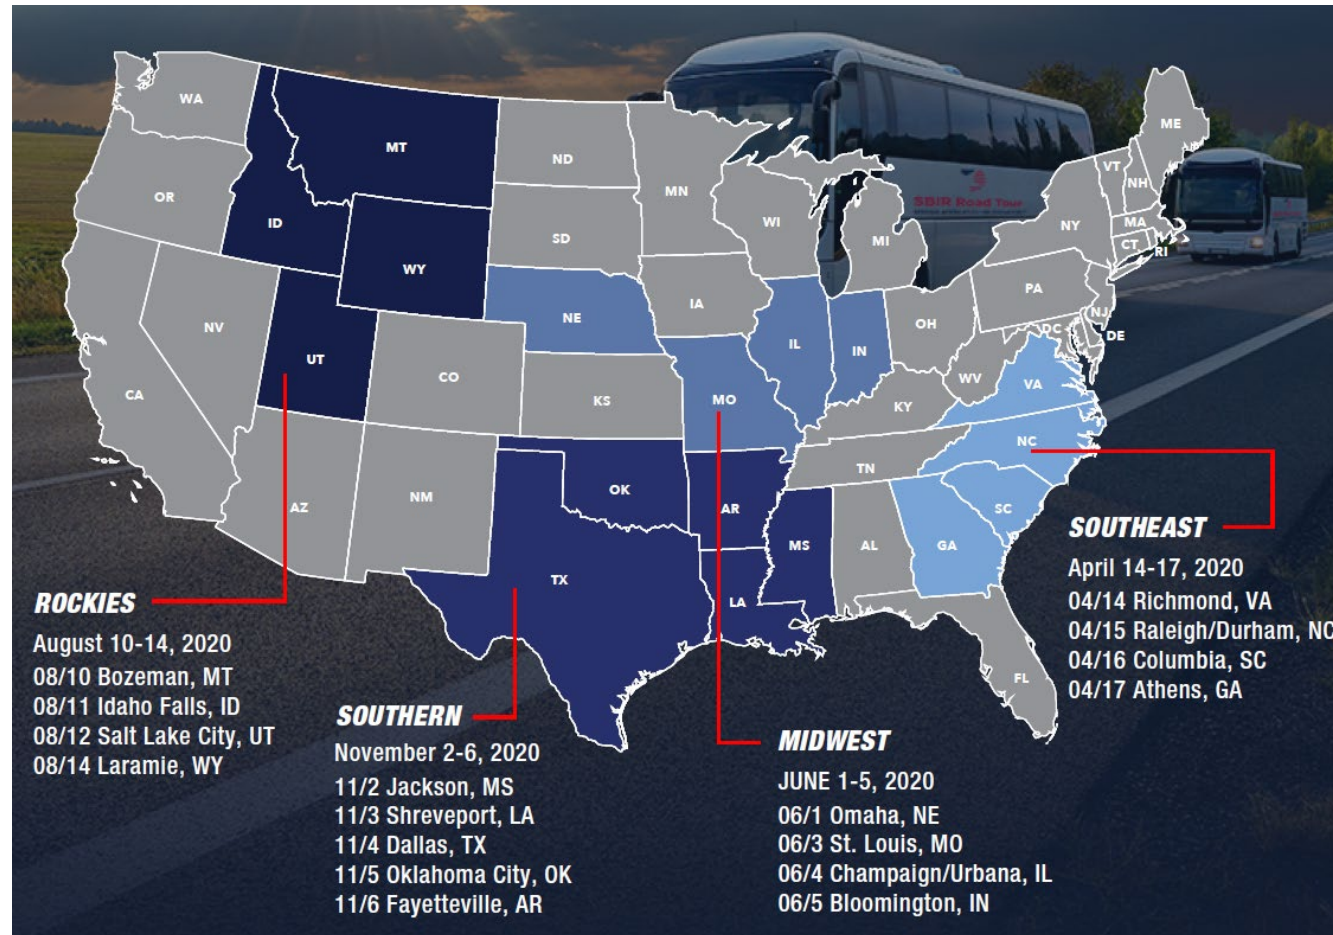 WA
MT
ND
MN
ME
VT
NH
OR
ID
SD
WI
MI
NY
MA
CT
RI
SBIR Road Tour
WY
NE
IA
PA
NJ
NV
UT
CO
KS
MO
IL
IN
OH
DC
DE
WV
VA
CA
KY
NC
AZ
NM
OK
AR
TN
SC
TX
LA
MS
AL
GA
FL
ROCKIES
August 10-14, 2020
08/10 Bozeman, MT
08/11 Idaho Falls, ID
08/12 Salt Lake City, UT
08/14 Laramie, WY
SOUTHERN
November 2-6, 2020
11/2 Jackson, MS
11/3 Shreveport, LA
11/4 Dallas, TX
11/5 Oklahoma City, OK
11/6 Fayetteville, AR
MIDWEST
JUNE 1-5, 2020
06/1 Omaha, NE
06/3 St. Louis, MO
06/4 Champaign/Urbana, IL
06/5 Bloomington, IN
SOUTHEAST
April 14-17, 2020
04/14 Richmond, VA
04/15 Raleigh/Durham, NC
04/16 Columbia, SC
04/17 Athens, GA